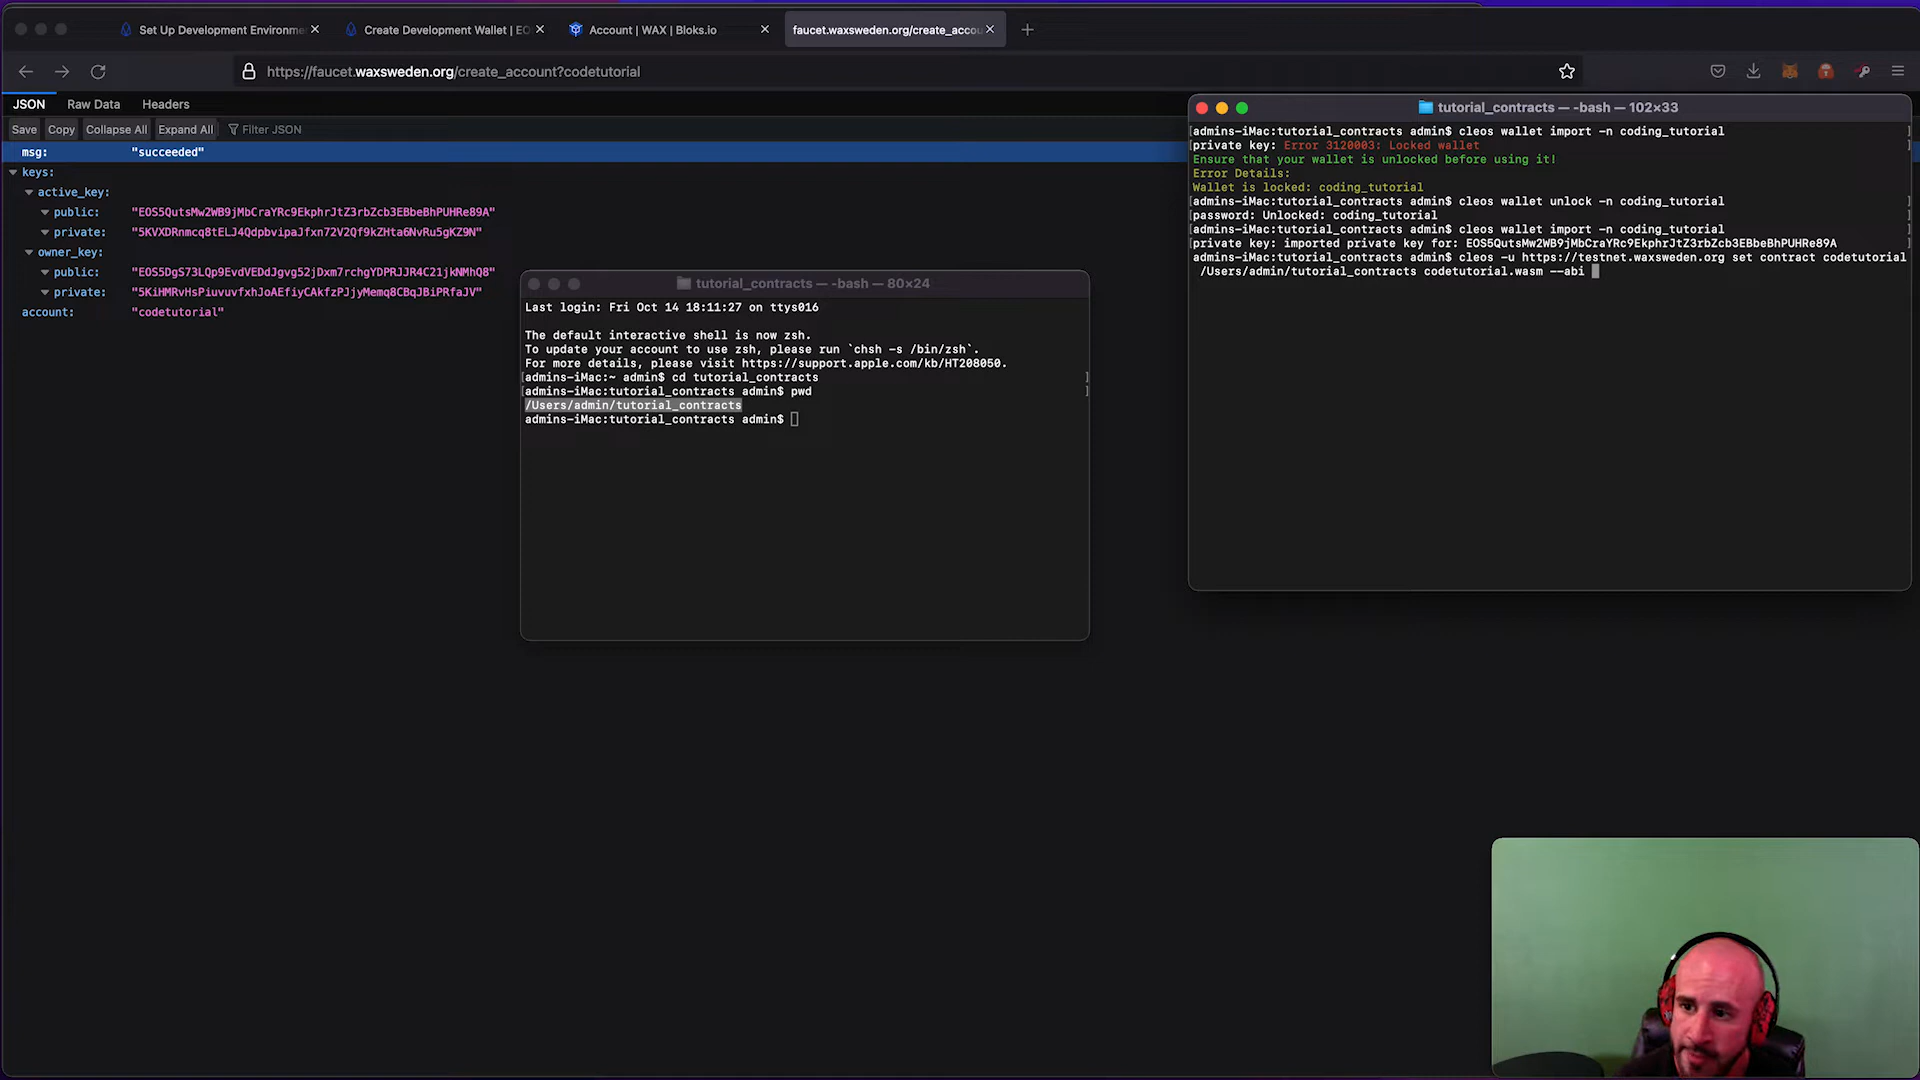 Set Up Development Environme
Create Development Wallet | EO
Account | WAX | Bloks.io
faucet.waxsweden.org/create_accou
https://faucet.waxsweden.org/create_account?codetutorial
JSON
Raw Data
Headers
Save
Copy
Collapse All
Expand All
Filter JSON
msg: "succeeded"
keys:
active_key:
public: "EOS5QutsMw2WB9jMbCraYRc9EkphrJtZ3rbZcb3EBbeBhPUHRe89A"
private: "5KVXDRnmcq8tELJ4QdpbvipaJfxn72V2Qf9kZHta6NvRu5gKZ9N"
owner_key:
public: "EOS5DgS73LQp9EvdVEDdJgvg52jDxm7rchgYDPRJJR4C21jkNMhQ8"
private: "5KiHMRvHsPiuvuvfxhJoAEfiyCAkfzPJjyMemq8CBqJBiPRfaJV"
account: "codetutorial"
tutorial_contracts — -bash — 80×24
Last login: Fri Oct 14 18:11:27 on ttys016
The default interactive shell is now zsh.
To update your account to use zsh, please run `chsh -s /bin/zsh`.
For more details, please visit https://support.apple.com/kb/HT208050.
[admins-iMac:~ admin$ cd tutorial_contracts ]
[admins-iMac:tutorial_contracts admin$ pwd ]
/Users/admin/tutorial_contracts
admins-iMac:tutorial_contracts admin$
tutorial_contracts — -bash — 102×33
[admins-iMac:tutorial_contracts admin$ cleos wallet import -n coding_tutorial ]
[private key: Error 3120003: Locked wallet ]
Ensure that your wallet is unlocked before using it!
Error Details:
Wallet is locked: coding_tutorial
[admins-iMac:tutorial_contracts admin$ cleos wallet unlock -n coding_tutorial ]
[password: Unlocked: coding_tutorial ]
[admins-iMac:tutorial_contracts admin$ cleos wallet import -n coding_tutorial ]
[private key: imported private key for: EOS5QutsMw2WB9jMbCraYRc9EkphrJtZ3rbZcb3EBbeBhPUHRe89A ]
admins-iMac:tutorial_contracts admin$ cleos -u https://testnet.waxsweden.org set contract codetutorial
/Users/admin/tutorial_contracts codetutorial.wasm --abi